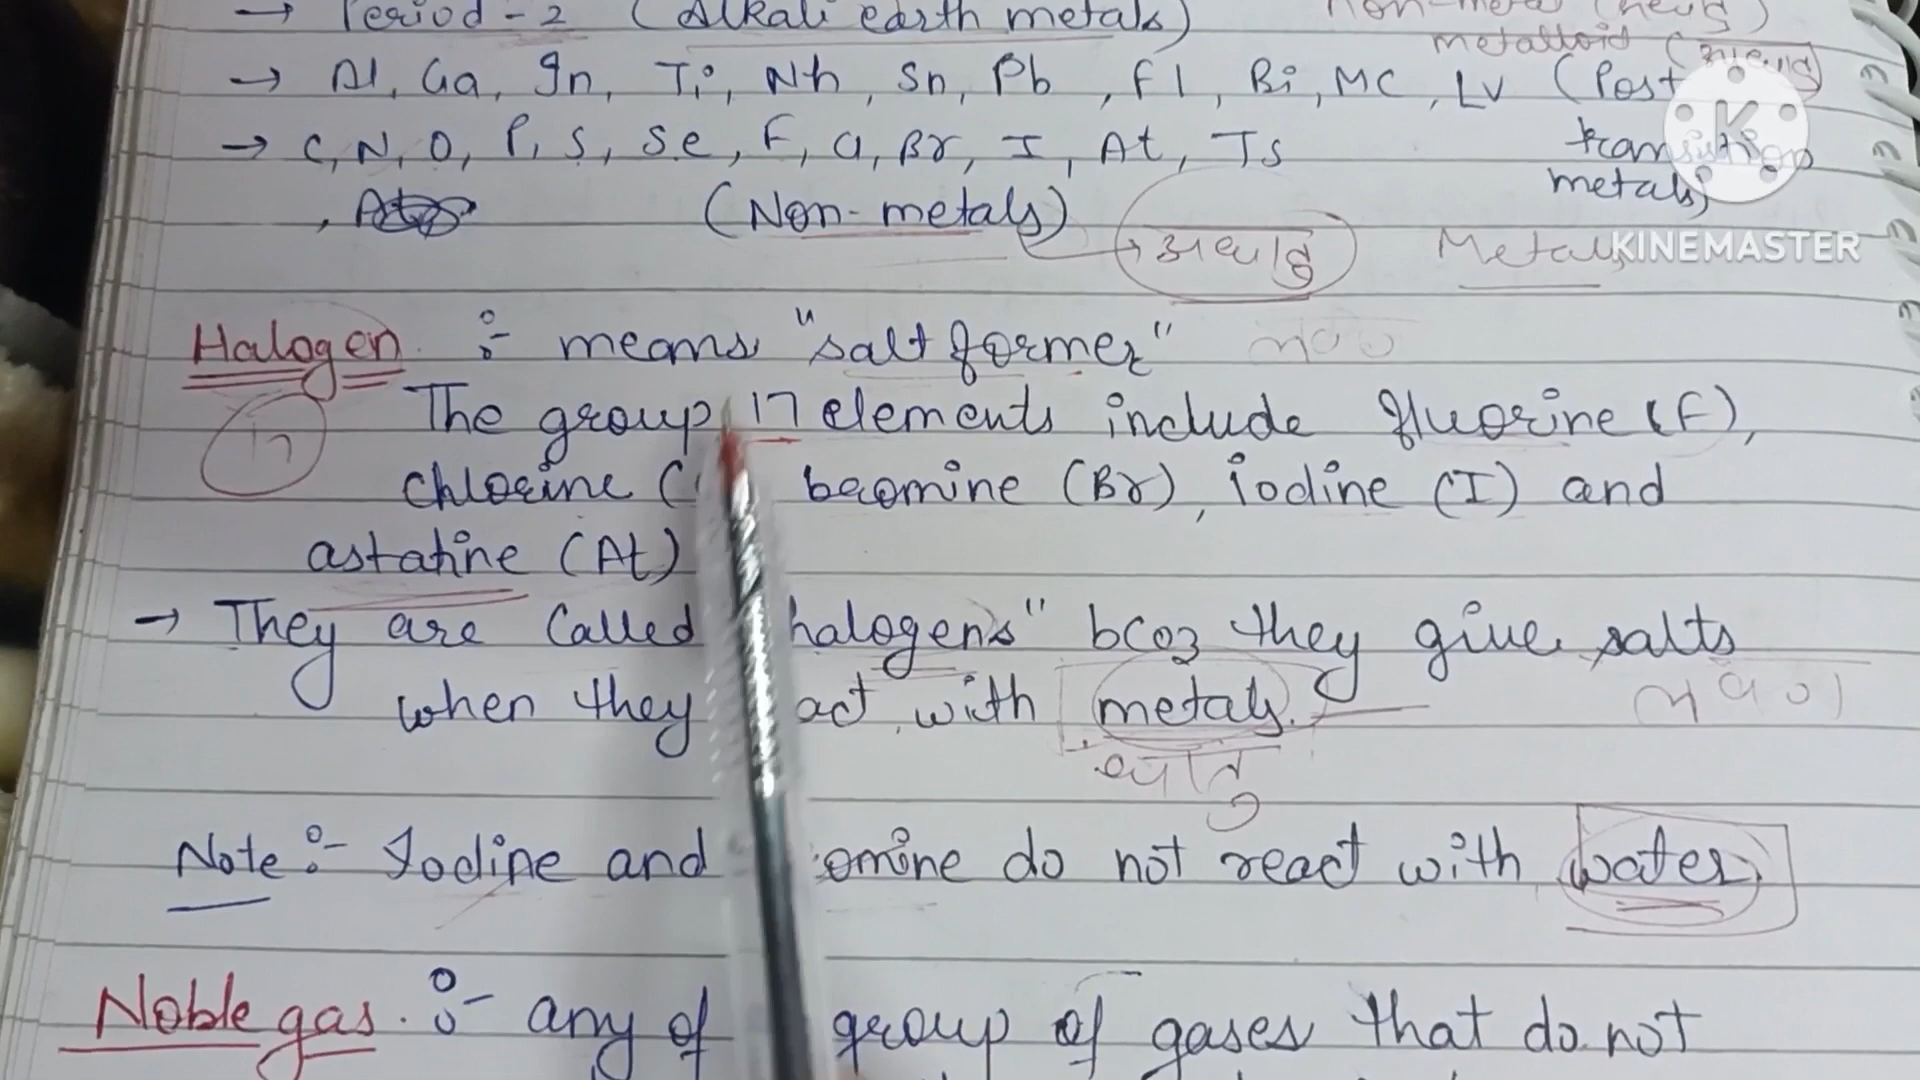 → Period-2 (Alkali earth metals)
metalloid
→ Al, Ga, In, Ti, Nh, Sn, Pb, Fl, Bi, MC, LV (Post
transition
metals)
→ C, N, O, P, S, Se, F, Cl, Br, I, At, Ts
(Non-metals) → अधातु
Metals
KINEMASTER
Halogen :- means "salt former"
17 The group 17 elements include fluorine (F),
chlorine ( bromine (Br), iodine (I) and
astatine (At)
→ They are called halogens" bcoz they give salts
when they act with metals.
धातु
Note :- Iodine and omine do not react with water
Noble gas :- any of group of gases that do not